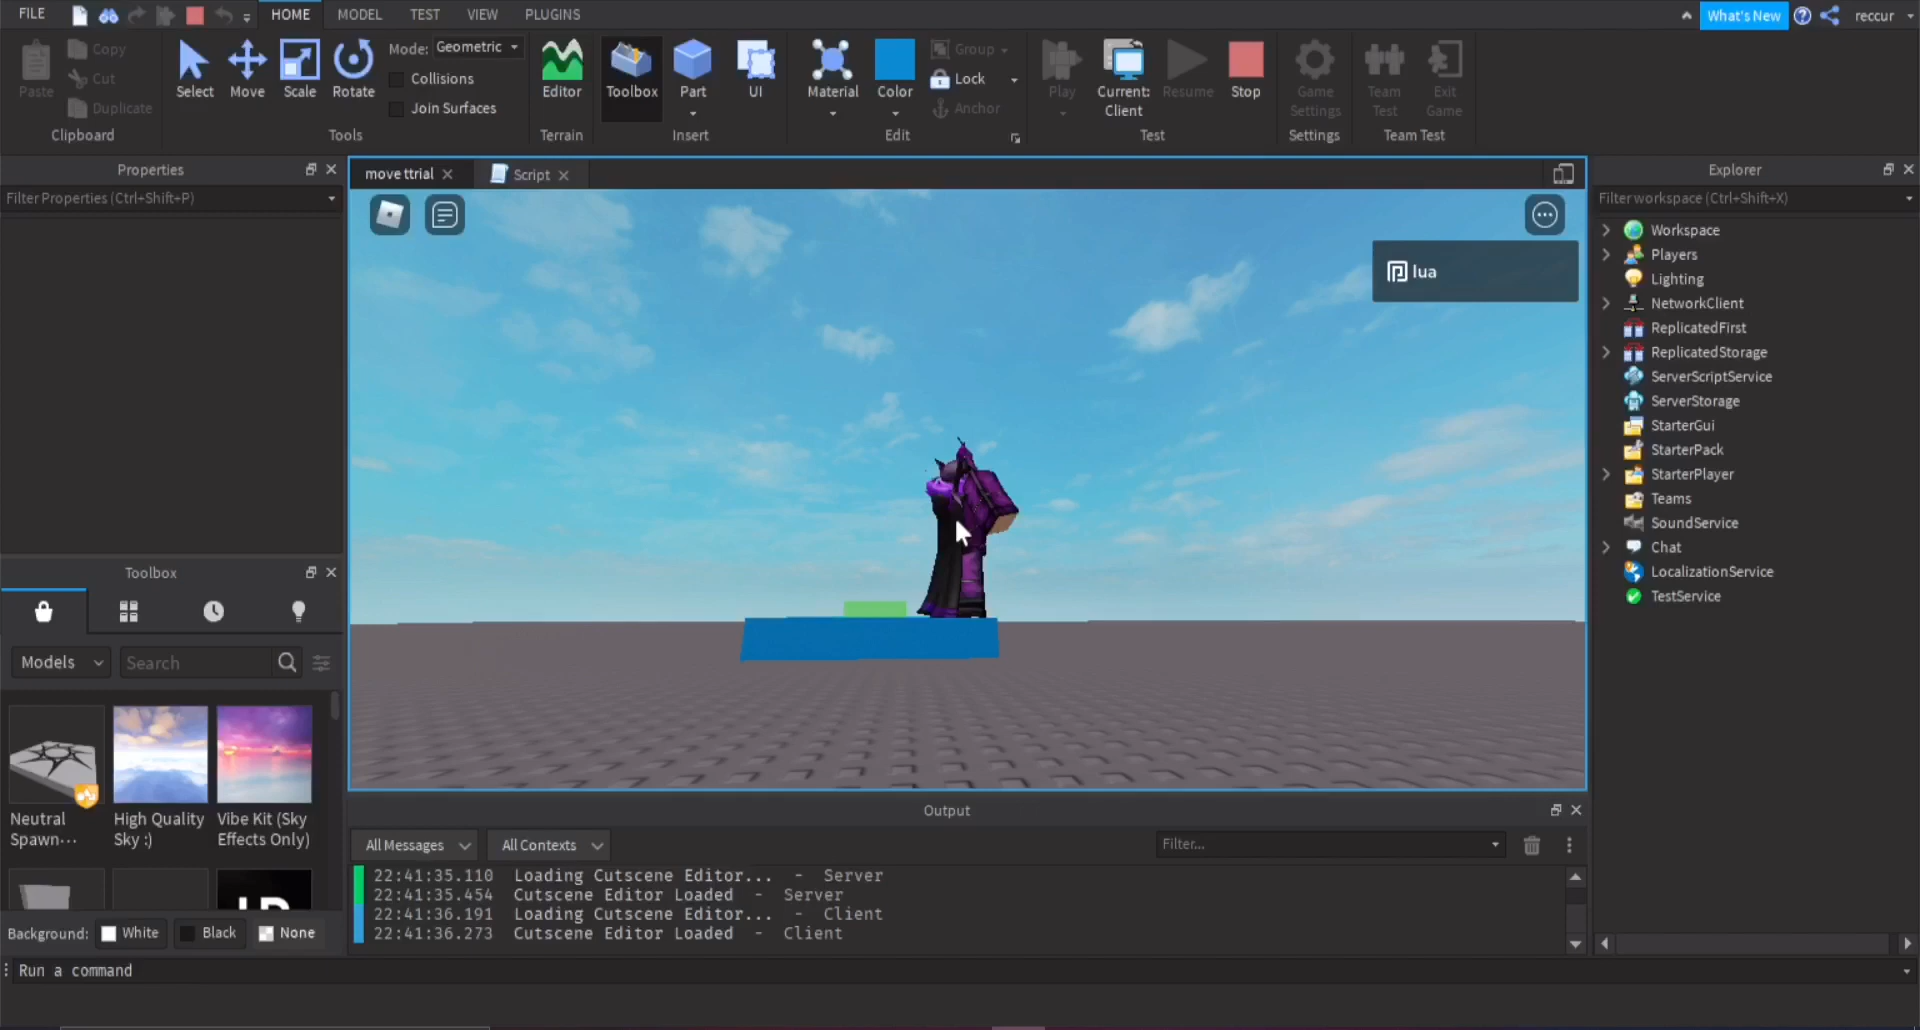 FILE
HOME
MODEL
TEST
VIEW
PLUGINS
What's New
reccur
Paste
Copy
Cut
Duplicate
Clipboard
Select
Move
Scale
Rotate
Mode: Geometric
Collisions
Join Surfaces
Tools
Editor
Terrain
Toolbox
Part
UI
Insert
Material
Color
Group
Lock
Anchor
Edit
Play
Current:
Client
Resume
Stop
Test
Game
Settings
Settings
Team
Test
Exit
Game
Team Test
Properties
Filter Properties (Ctrl+Shift+P)
move ttrial
Script
lua
Explorer
Filter workspace (Ctrl+Shift+X)
Workspace
Players
Lighting
NetworkClient
ReplicatedFirst
ReplicatedStorage
ServerScriptService
ServerStorage
StarterGui
StarterPack
StarterPlayer
Teams
SoundService
Chat
LocalizationService
TestService
Toolbox
Models
Search
Neutral
Spawn...
High Quality
Sky :)
Vibe Kit (Sky
Effects Only)
Background: White Black None
Output
All Messages
All Contexts
Filter...
22:41:35.110 Loading Cutscene Editor... - Server
22:41:35.454 Cutscene Editor Loaded - Server
22:41:36.191 Loading Cutscene Editor... - Client
22:41:36.273 Cutscene Editor Loaded - Client
Run a command